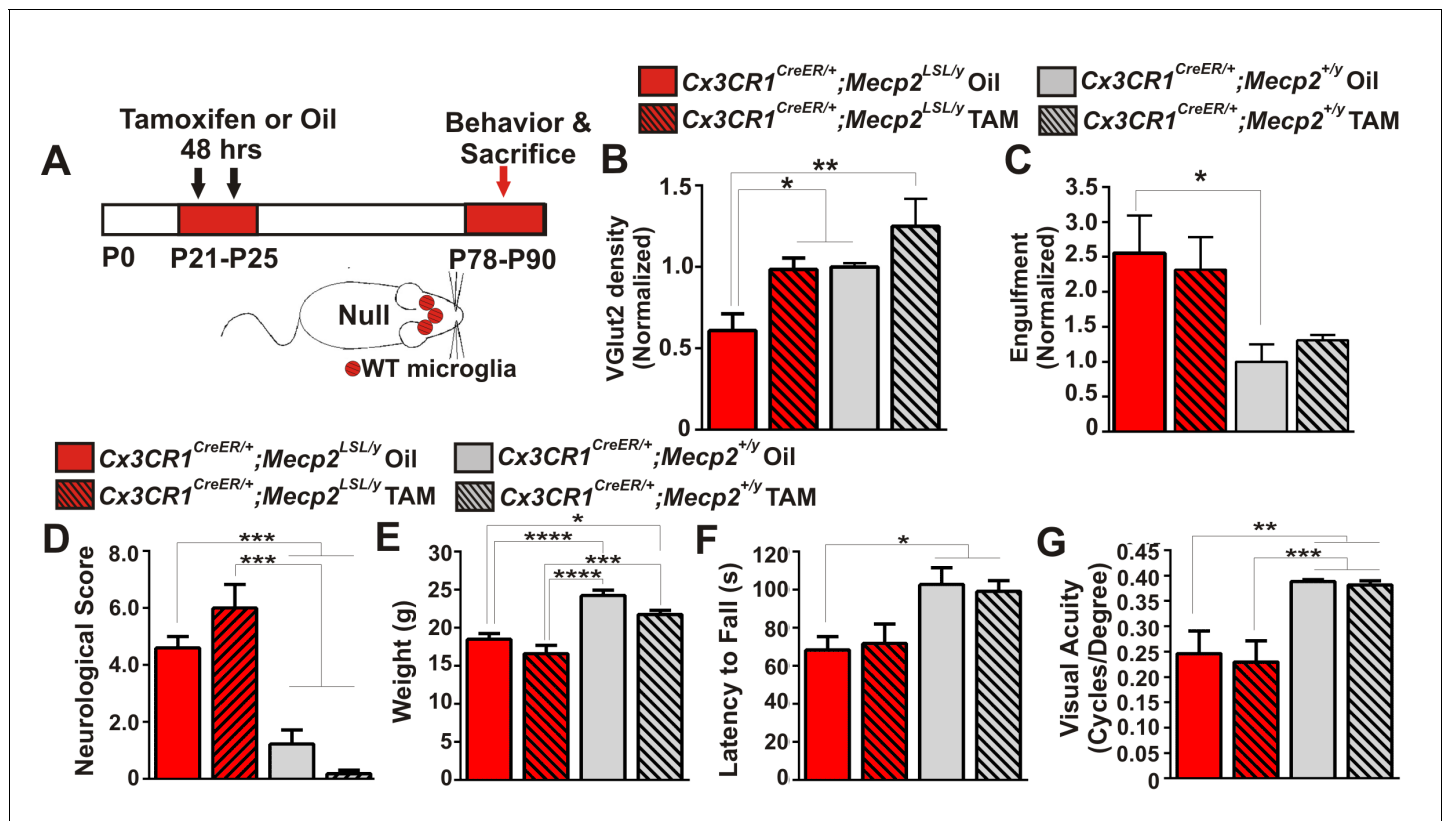 Cx3CR1CreER/+;Mecp2LSL/y Oil
Cx3CR1CreER/+;Mecp2+/y Oil
Cx3CR1CreER/+;Mecp2LSL/y TAM
Cx3CR1CreER/+;Mecp2+/y TAM
A
Tamoxifen or Oil
48 hrs
Behavior &
Sacrifice
P0
P21-P25
P78-P90
Null
WT microglia
B
VGlut2 density
(Normalized)
1.5
1.0
0.5
0
**
*
C
Engulfment
(Normalized)
3.5
3.0
2.5
2.0
1.5
1.0
0.5
0
*
Cx3CR1CreER/+;Mecp2LSL/y Oil
Cx3CR1CreER/+;Mecp2+/y Oil
Cx3CR1CreER/+;Mecp2LSL/y TAM
Cx3CR1CreER/+;Mecp2+/y TAM
D
Neurological Score
8.0
6.0
4.0
2.0
0
***
***
E
Weight (g)
30
25
20
15
10
5
0
*
****
***
****
F
Latency to Fall (s)
120
100
80
60
40
20
0
*
G
Visual Acuity
(Cycles/Degree)
0.45
0.40
0.35
0.30
0.25
0.20
0.15
0.10
0.05
0
**
***